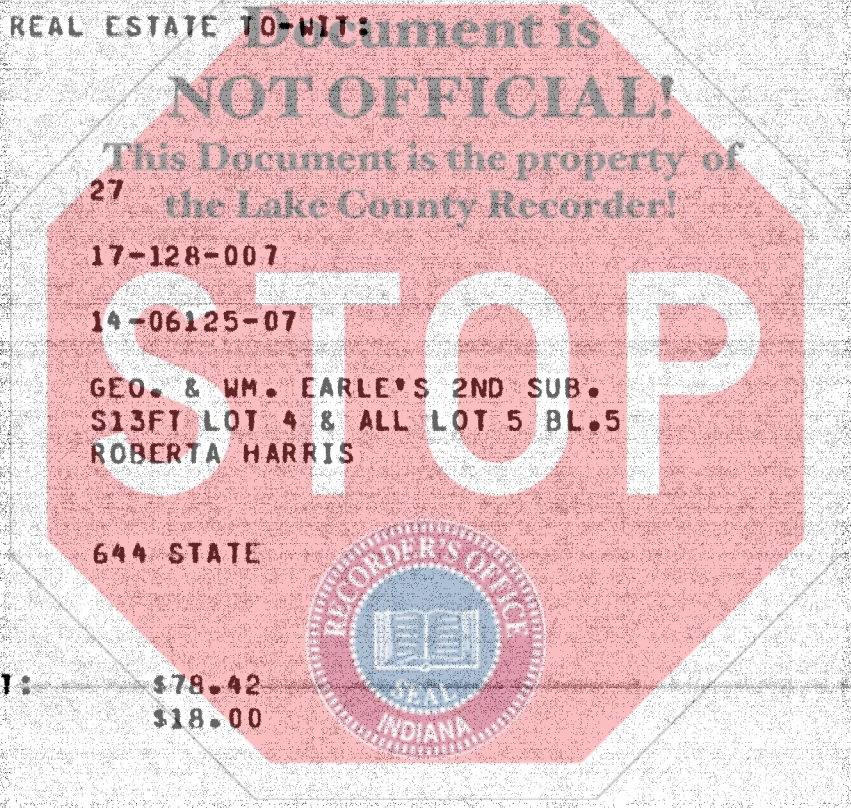 REAL ESTATE TO-WIT:
Document is
NOT OFFICIAL!
This Document is the property of
the Lake County Recorder!
27
17-128-007
14-06125-07
STOP
GEO. & WM. EARLE'S 2ND SUB.
S13FT LOT 4 & ALL LOT 5 BL.5
ROBERTA HARRIS
644 STATE
RECORDER'S OFFICE
SEAL
INDIANA
T: $78.42
$18.00